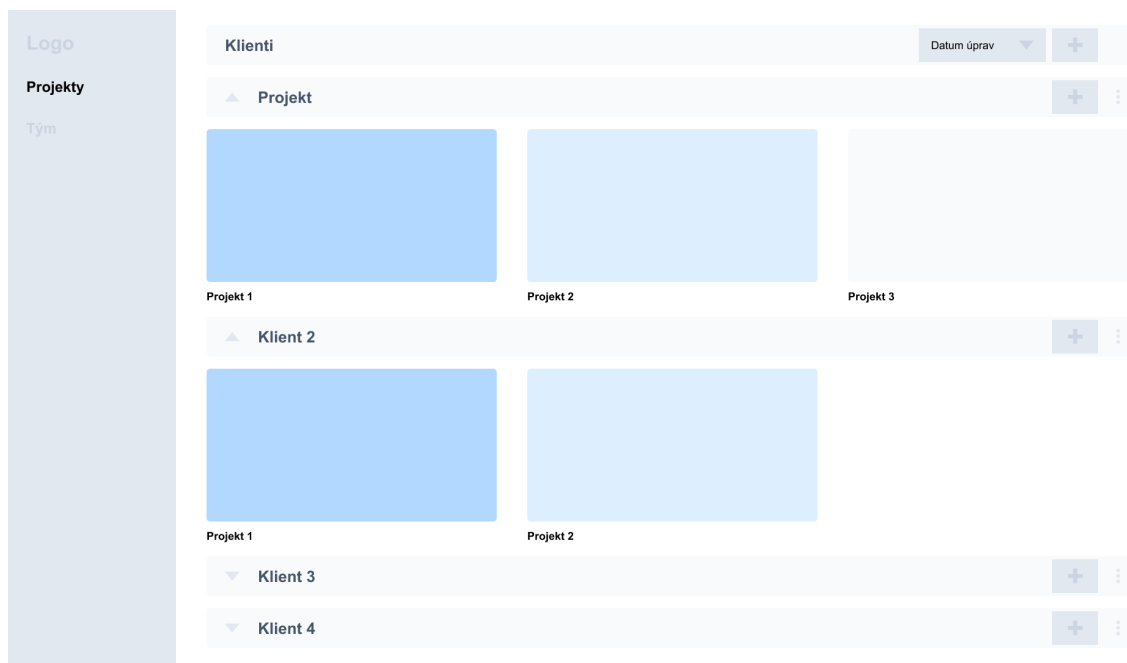 Logo
Projekty
Tým
Klienti
Datum úprav
Projekt
Projekt 1
Projekt 2
Projekt 3
Klient 2
Projekt 1
Projekt 2
Klient 3
Klient 4